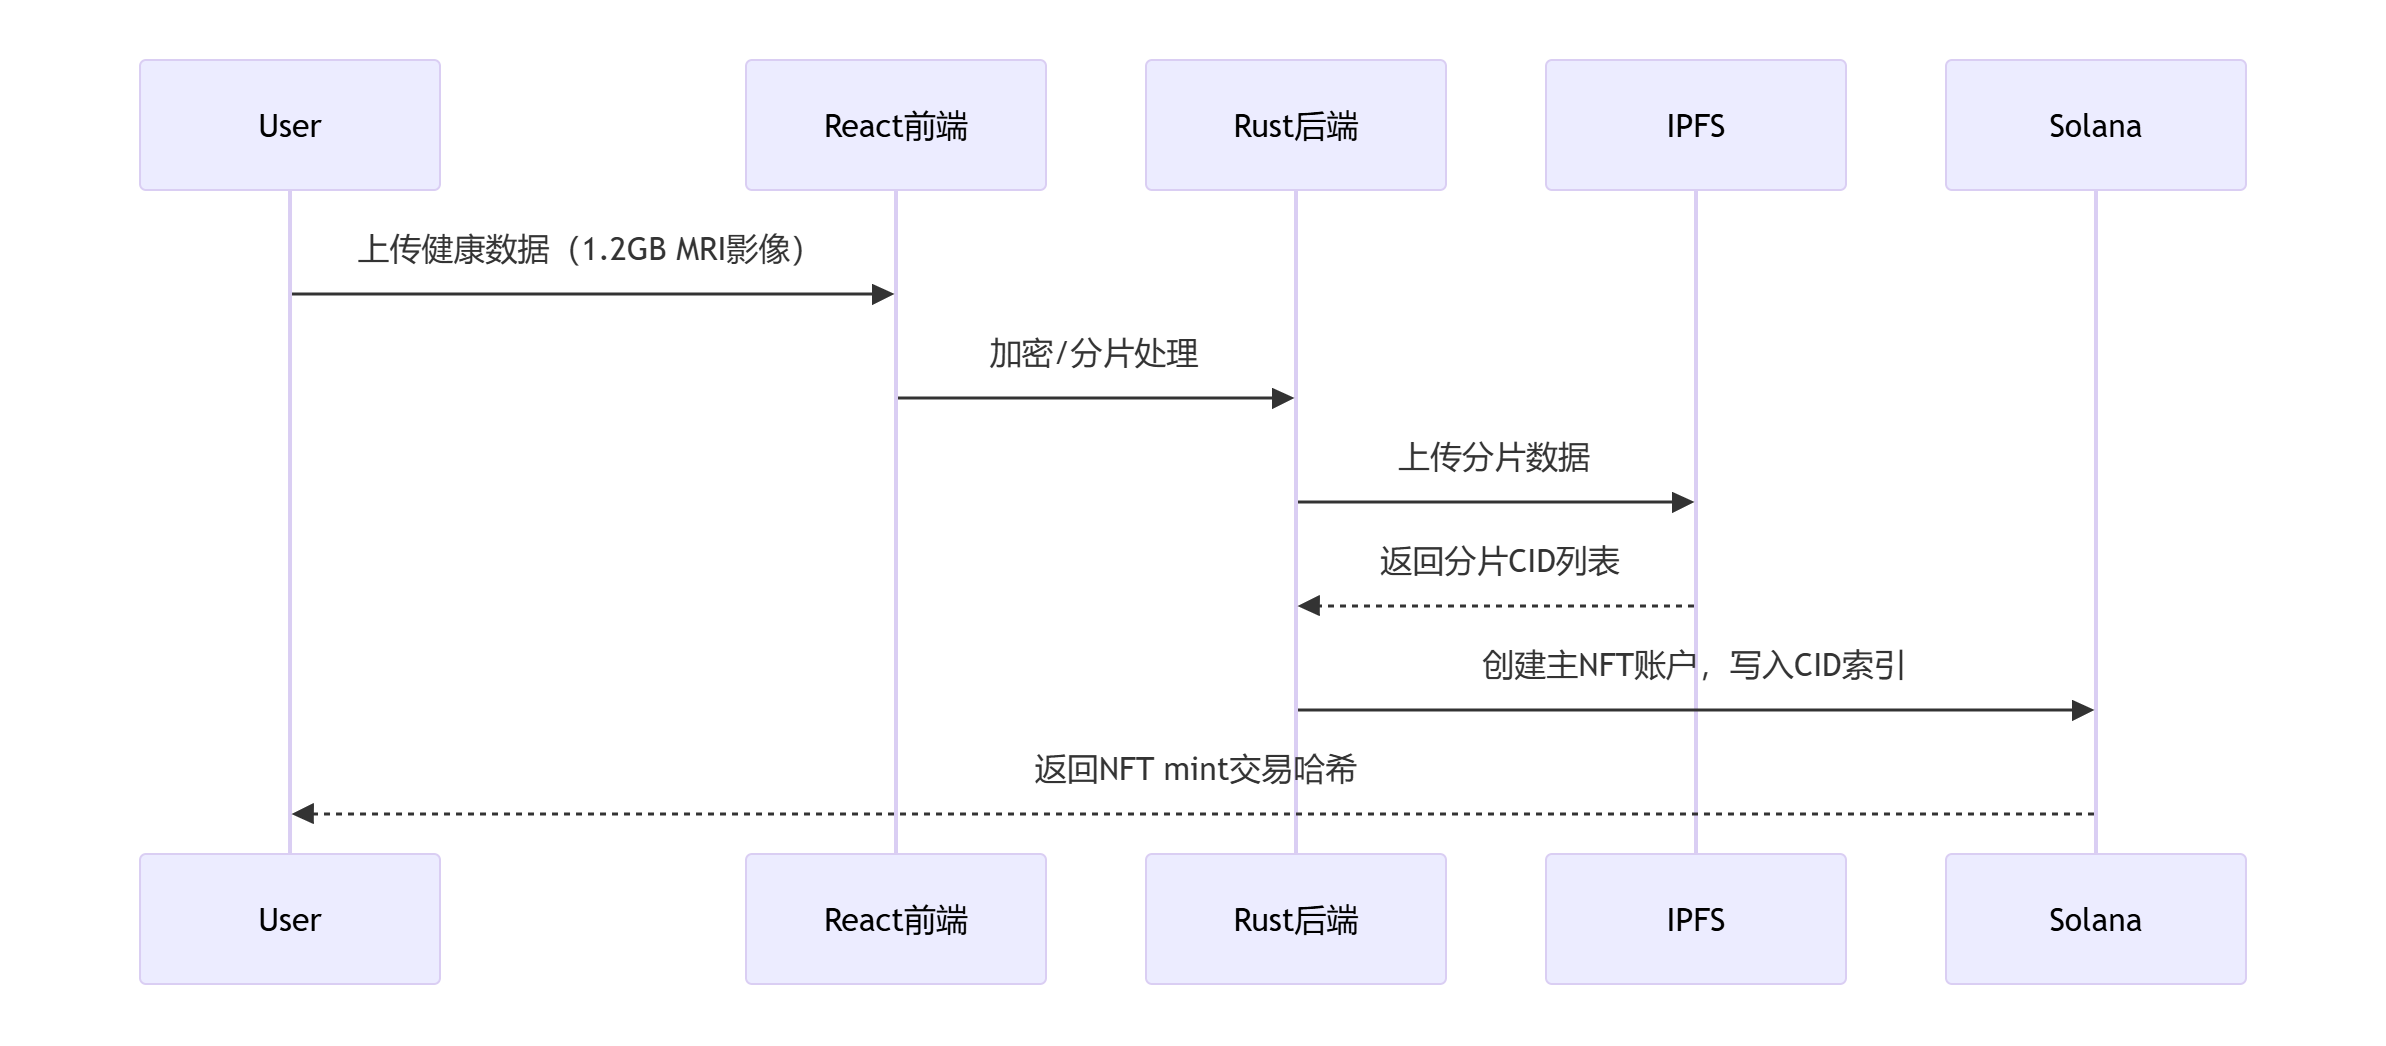 User
React前端
Rust后端
IPFS
Solana
上传健康数据（1.2GB MRI影像）
加密/分片处理
上传分片数据
返回分片CID列表
创建主NFT账户，写入CID索引
返回NFT mint交易哈希
User
React前端
Rust后端
IPFS
Solana